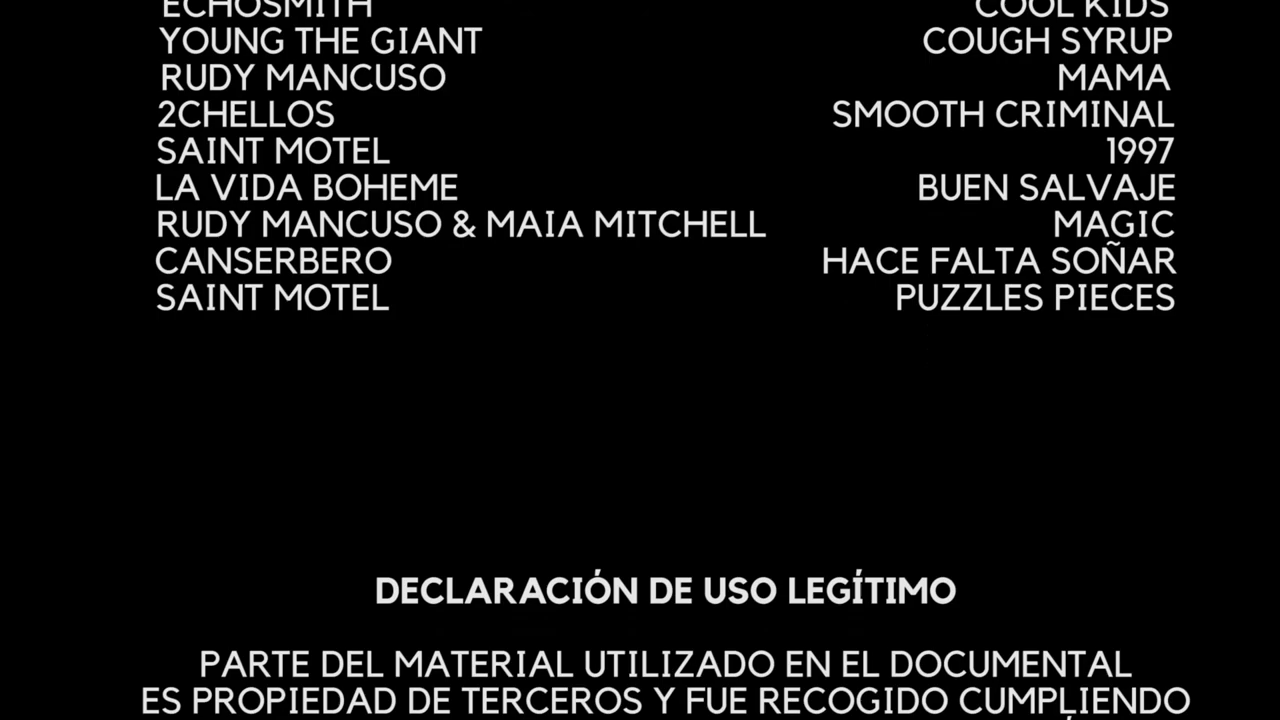 ECHOSMITH COOL KIDS
YOUNG THE GIANT COUGH SYRUP
RUDY MANCUSO MAMA
2CHELLOS SMOOTH CRIMINAL
SAINT MOTEL 1997
LA VIDA BOHEME BUEN SALVAJE
RUDY MANCUSO & MAIA MITCHELL MAGIC
CANSERBERO HACE FALTA SOÑAR
SAINT MOTEL PUZZLES PIECES
DECLARACIÓN DE USO LEGÍTIMO
PARTE DEL MATERIAL UTILIZADO EN EL DOCUMENTAL
ES PROPIEDAD DE TERCEROS Y FUE RECOGIDO CUMPLIENDO